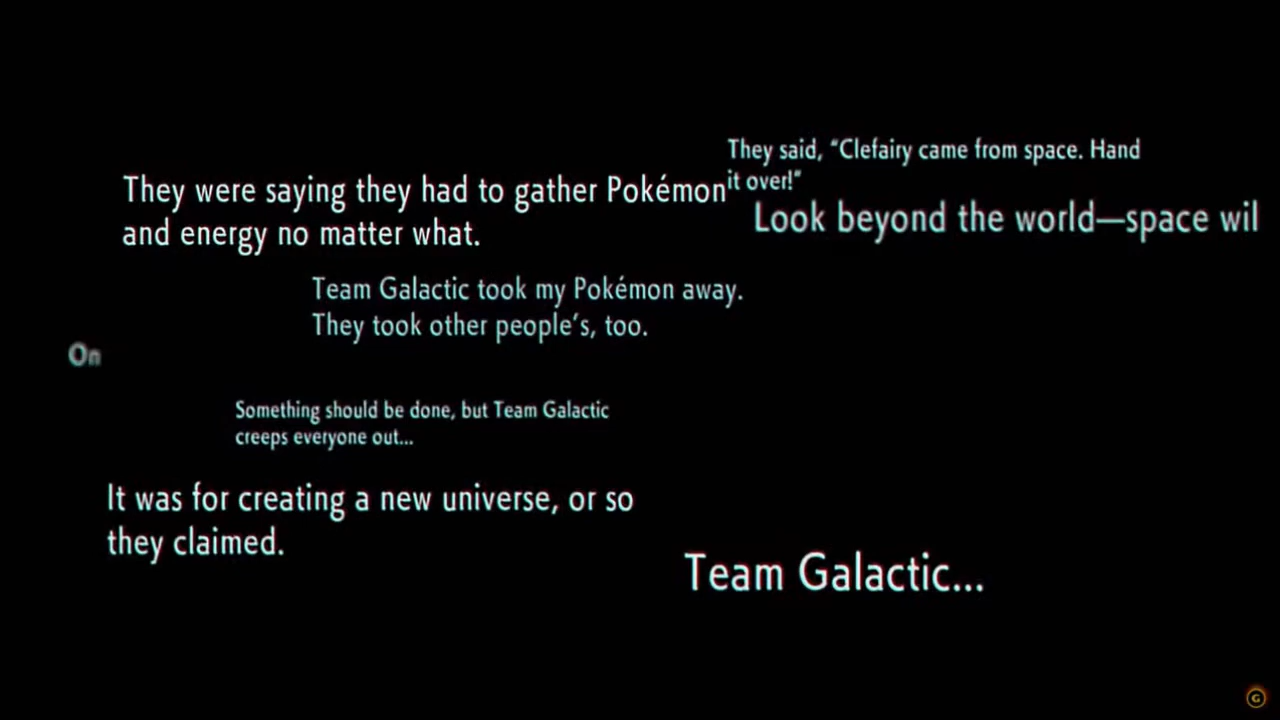 They said, “Clefairy came from space. Hand
it over!”
They were saying they had to gather Pokémon
and energy no matter what.
Look beyond the world—space wil
Team Galactic took my Pokémon away.
They took other people’s, too.
On
Something should be done, but Team Galactic
creeps everyone out...
It was for creating a new universe, or so
they claimed.
Team Galactic...
G